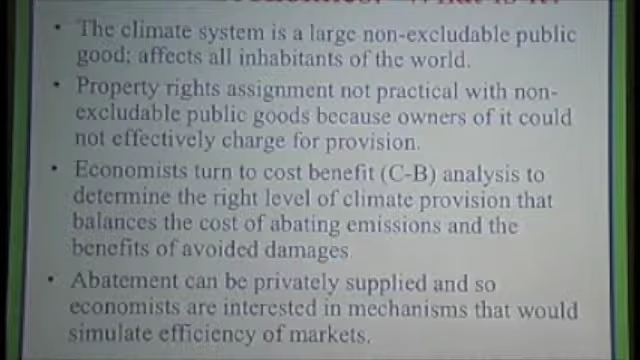 What is it?
• The climate system is a large non-excludable public
good; affects all inhabitants of the world.
• Property rights assignment not practical with non-
excludable public goods because owners of it could
not effectively charge for provision.
• Economists turn to cost benefit (C-B) analysis to
determine the right level of climate provision that
balances the cost of abating emissions and the
benefits of avoided damages.
• Abatement can be privately supplied and so
economists are interested in mechanisms that would
simulate efficiency of markets.